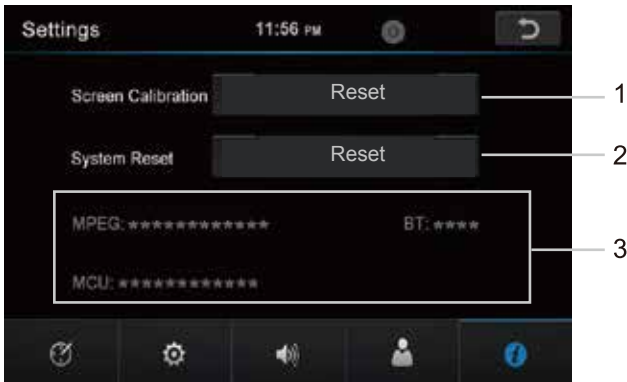 Settings 11:56 PM
Screen Calibration Reset 1
System Reset Reset 2
MPEG: ************ BT: ****
3
MCU: ************